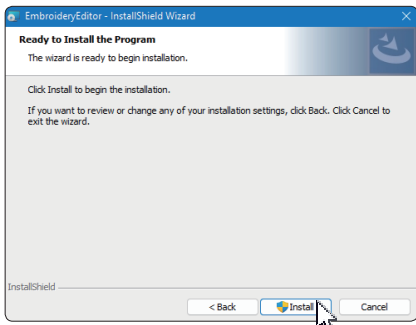 EmbroideryEditor - InstallShield Wizard
Ready to Install the Program
The wizard is ready to begin installation.
Click Install to begin the installation.
If you want to review or change any of your installation settings, click Back. Click Cancel to
exit the wizard.
InstallShield
< Back Install Cancel